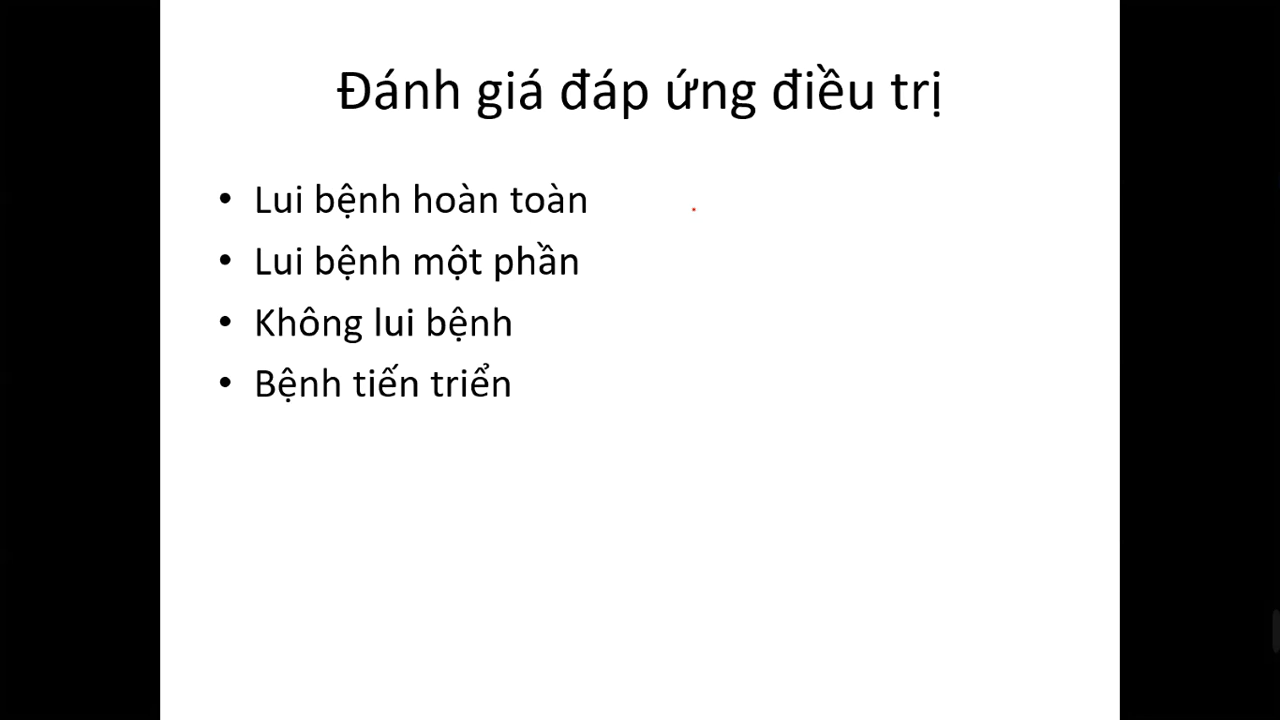 Đánh giá đáp ứng điều trị
• Lui bệnh hoàn toàn
• Lui bệnh một phần
• Không lui bệnh
• Bệnh tiến triển